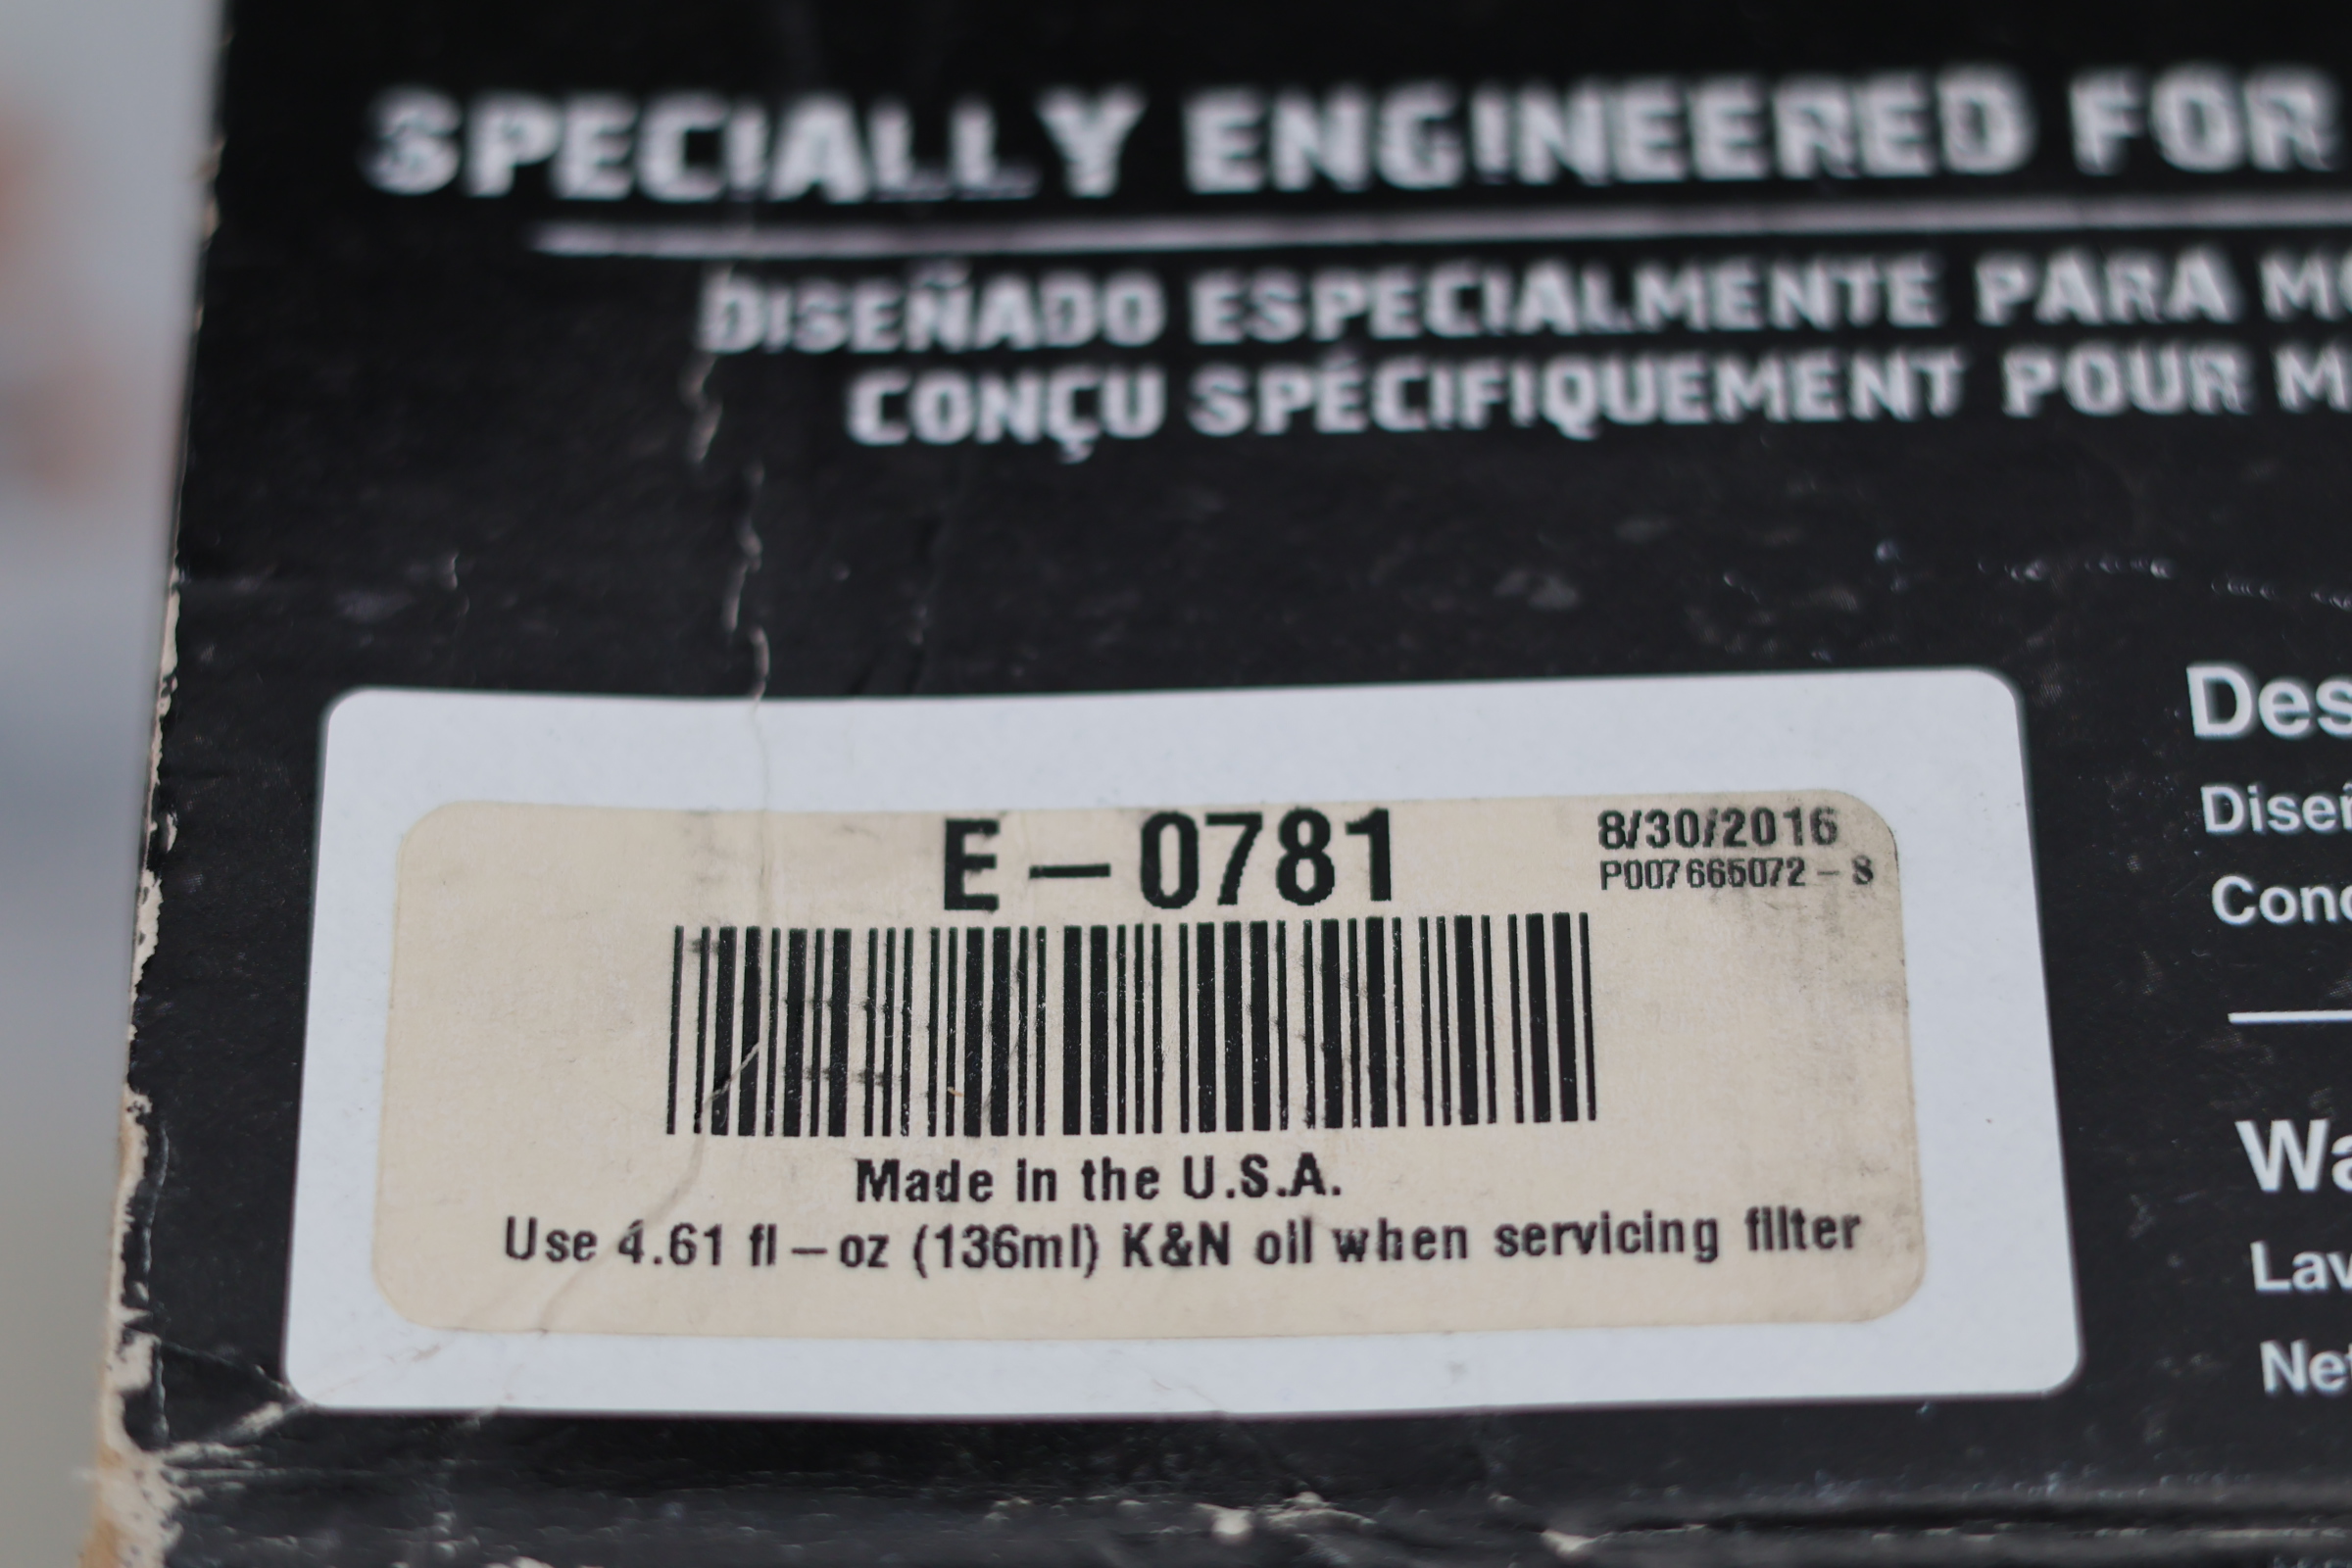 SPECIALLY ENGINEERED FOR
DISEÑADO ESPECIALMENTE PARA
CONÇU SPÉCIFIQUEMENT POUR
E-0781
8/30/2016
P007665072-S
Made in the U.S.A.
Use 4.61 fl-oz (136ml) K&N oil when servicing filter